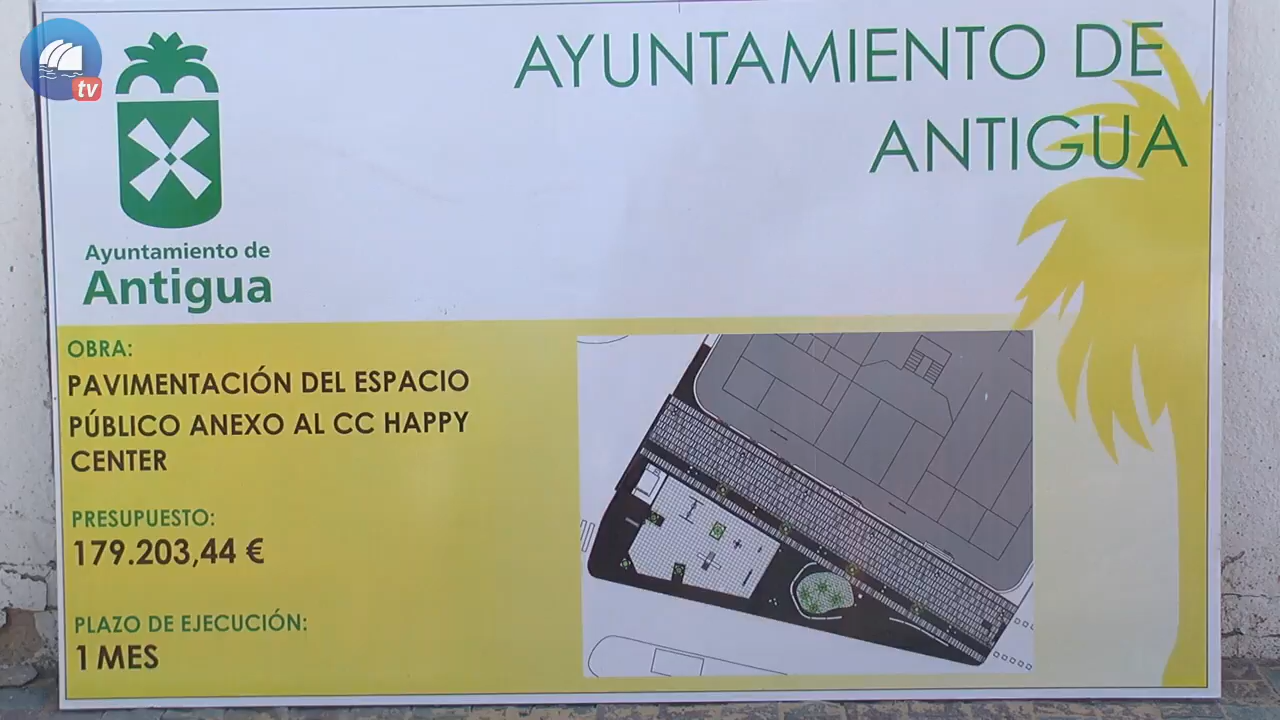 tv
AYUNTAMIENTO DE
ANTIGUA
Ayuntamiento de
Antigua
OBRA:
PAVIMENTACIÓN DEL ESPACIO
PÚBLICO ANEXO AL CC HAPPY
CENTER
PRESUPUESTO:
179.203,44 €
PLAZO DE EJECUCIÓN:
1 MES